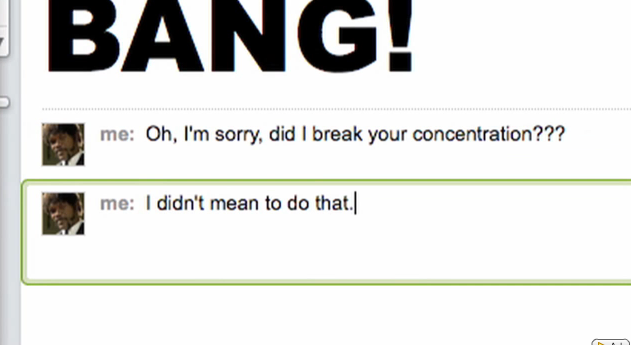 BANG!
me: Oh, I'm sorry, did I break your concentration???
me: I didn't mean to do that.